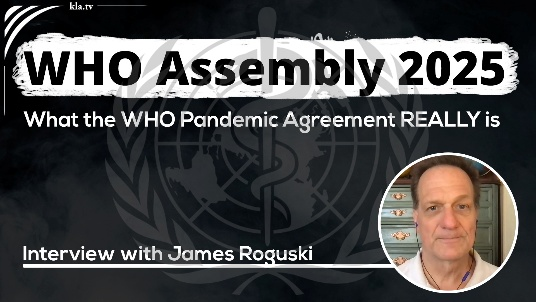 kla.tv
WHO Assembly 2025
What the WHO Pandemic Agreement REALLY is
Interview with James Roguski